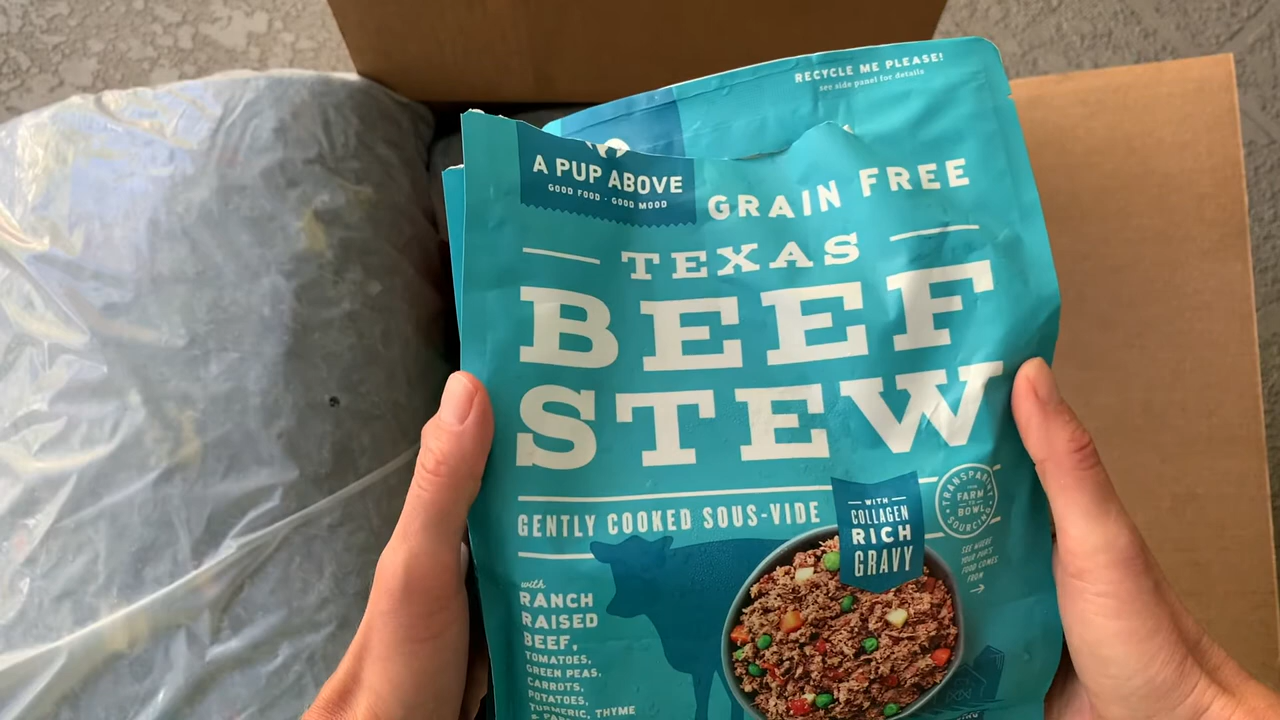 RECYCLE ME PLEASE!
see side panel for details
A PUP ABOVE
GOOD FOOD · GOOD MOOD
GRAIN FREE
TEXAS
BEEF
STEW
GENTLY COOKED SOUS-VIDE
WITH
COLLAGEN
RICH
GRAVY
TRANSPARENT
FARM
TO
BOWL
SOURCING
SEE WHERE
YOUR PUP'S
FOOD COMES
FROM
with
RANCH
RAISED
BEEF,
TOMATOES,
GREEN PEAS,
CARROTS,
POTATOES,
TURMERIC, THYME